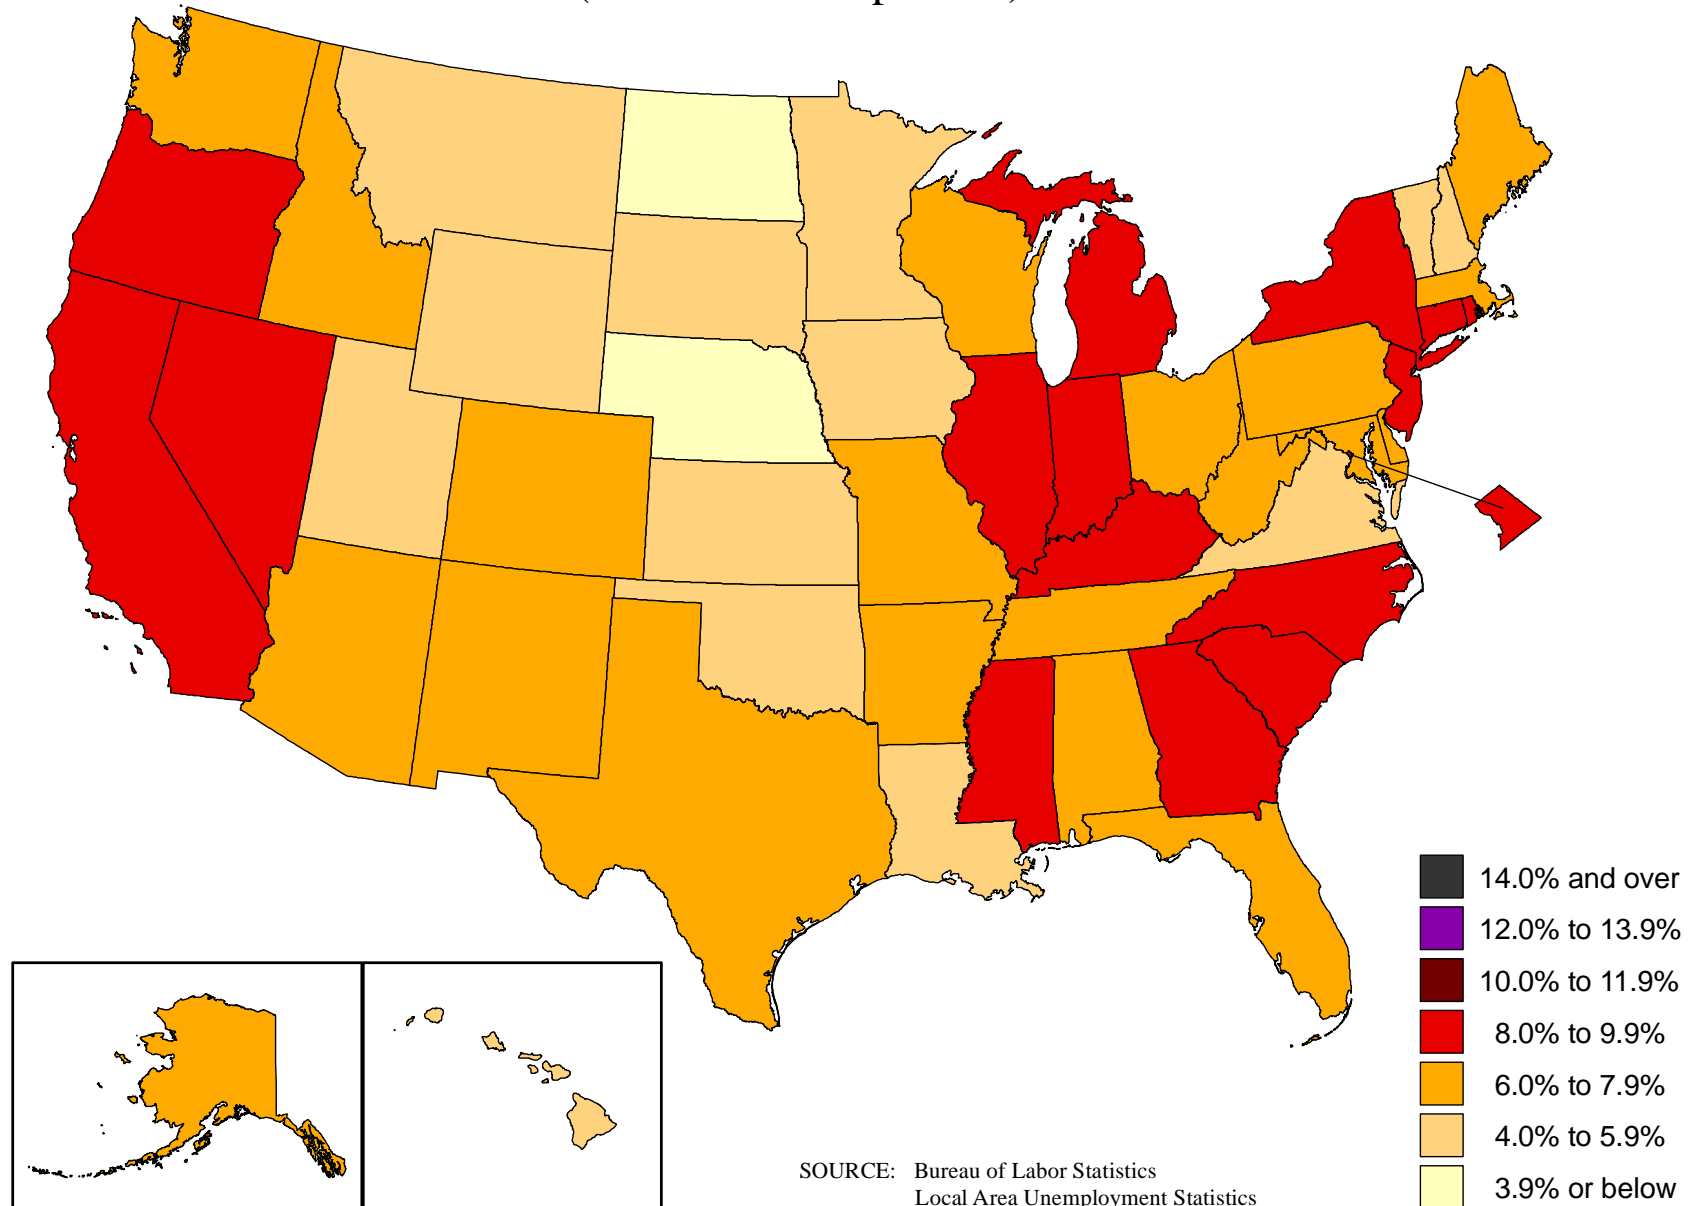 14.0% and over
12.0% to 13.9%
10.0% to 11.9%
8.0% to 9.9%
6.0% to 7.9%
4.0% to 5.9%
3.9% or below
SOURCE: Bureau of Labor Statistics
Local Area Unemployment Statistics